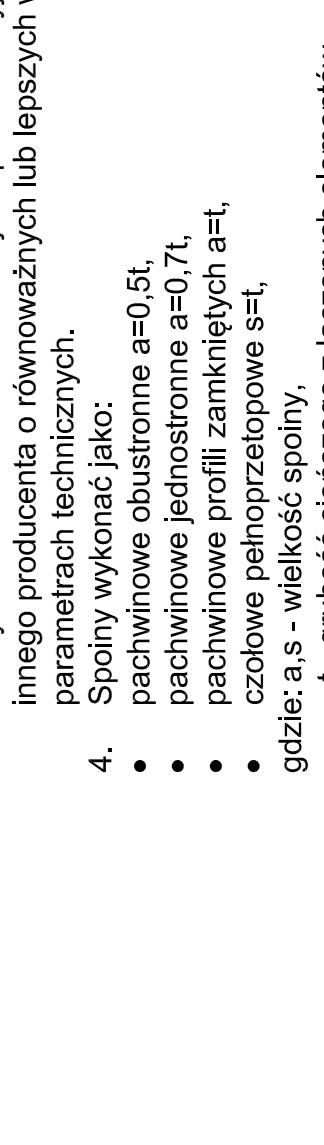 innego producenta o równoważnych lub lepszych
parametrach technicznych.
4. Spoiny wykonać jako:
• pachwinowe obustronne a=0,5t,
• pachwinowe jednostronne a=0,7t,
• pachwinowe profili zamkniętych a=t,
• czołowe pełnoprzetopowe s=t,
gdzie: a,s - wielkość spoiny,